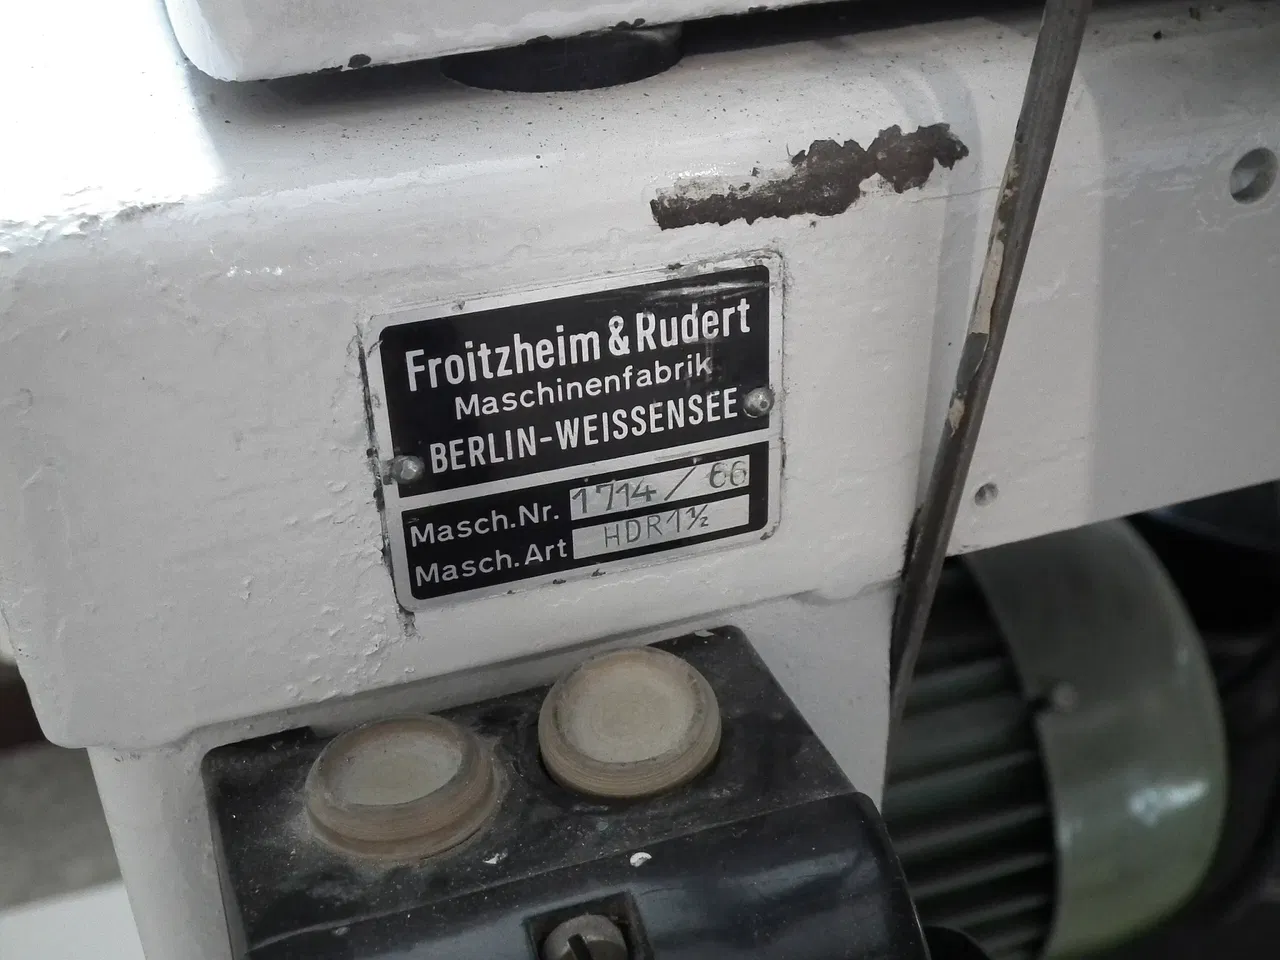 Froitzheim & Rudert
Maschinenfabrik
BERLIN-WEISSENSEE
Masch.Nr. 1714/66
Masch.Art HDR1½